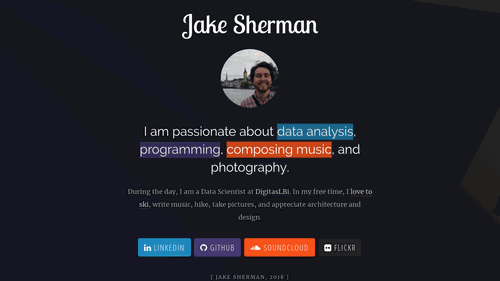 Jake Sherman
I am passionate about data analysis,
programming, composing music, and
photography.
During the day, I am a Data Scientist at DigitasLBi. In my free time, I love to
ski, write music, hike, take pictures, and appreciate architecture and
design.
LINKEDIN GITHUB SOUNDCLOUD FLICKR
[ JAKE SHERMAN, 2018 ]